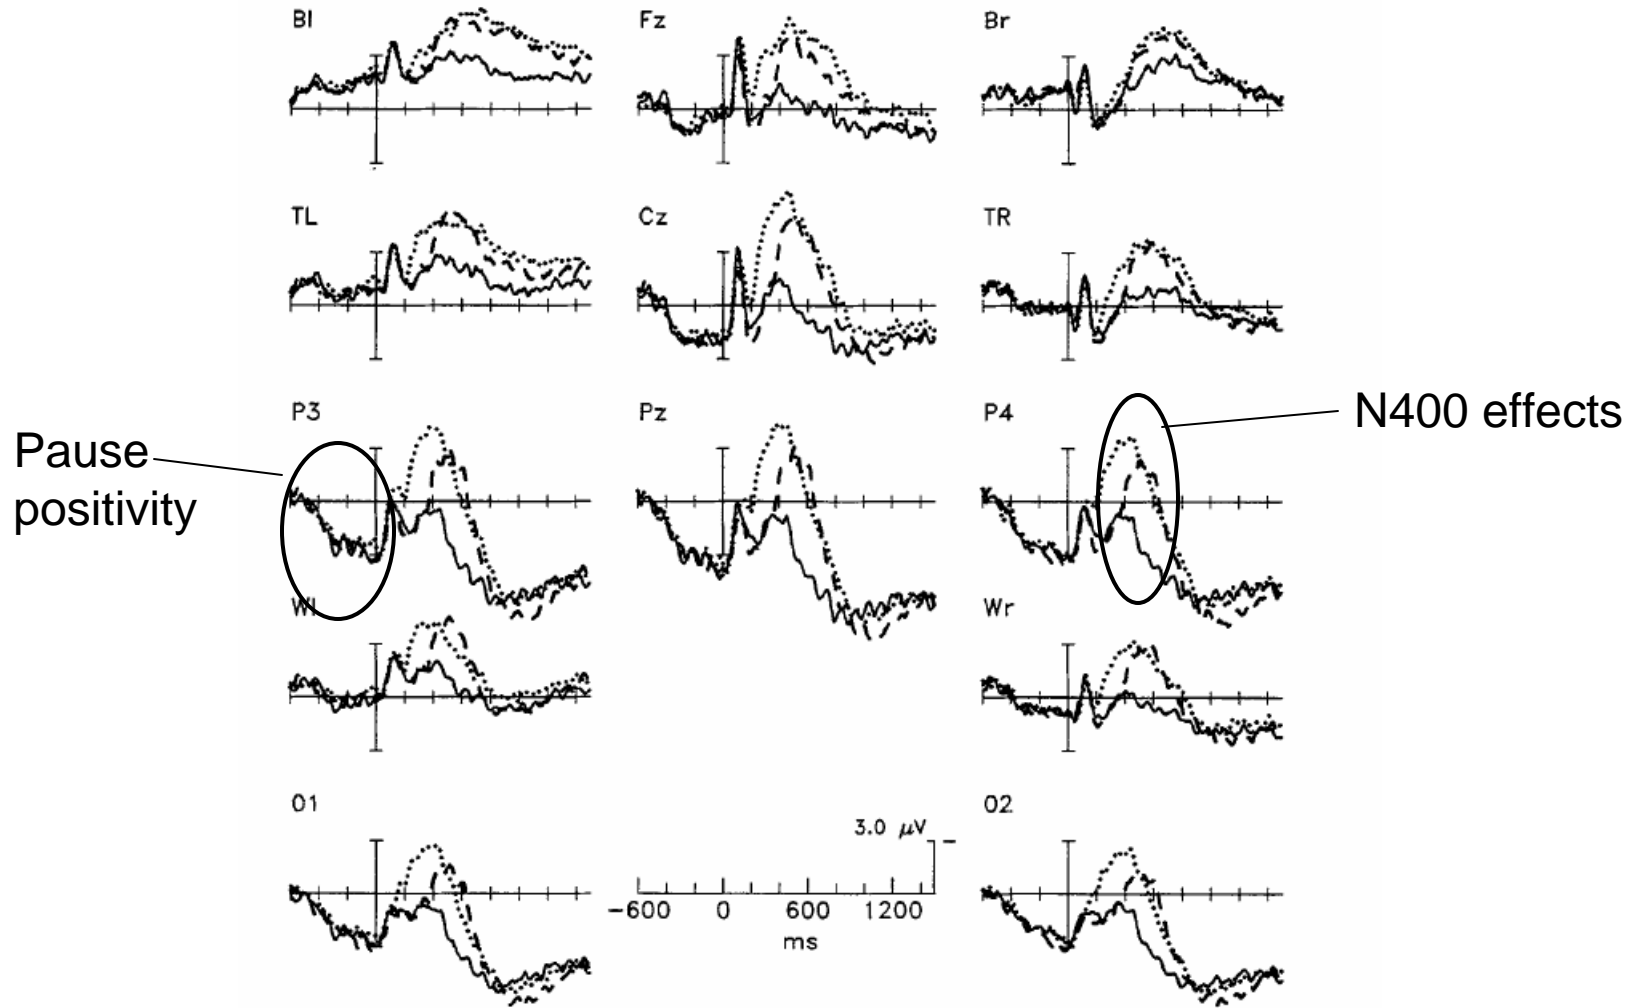 Bl
Fz
Br
TL
Cz
TR
P3
Pz
P4
N400 effects
Pause
positivity
Wl
Wr
O1
O2
3.0 μV
-600 0 600 1200
ms